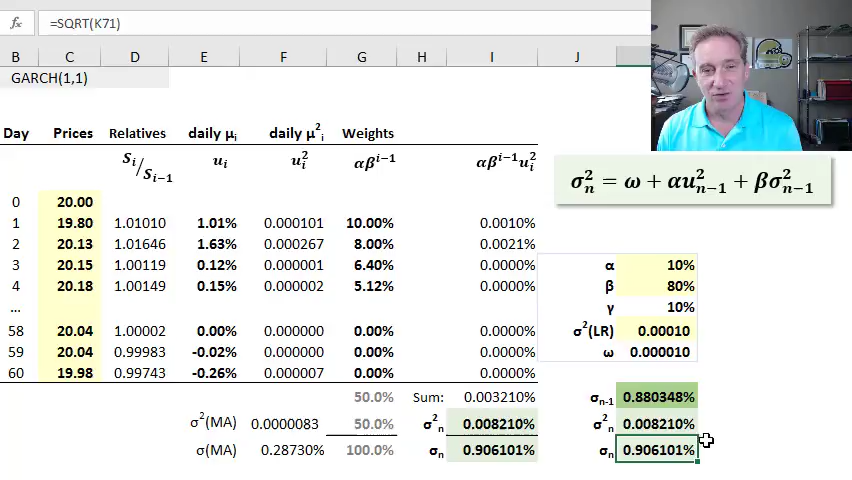 fx =SQRT(K71)
B C D E F G H I J
GARCH(1,1)
Day Prices Relatives daily μi daily μ²i Weights
Si/Si−1 ui ui² αβ^i−1 αβ^i−1ui²
σn² = ω + αu²n−1 + βσ²n−1
0 20.00
1 19.80 1.01010 1.01% 0.000101 10.00% 0.0010%
2 20.13 1.01646 1.63% 0.000267 8.00% 0.0021%
3 20.15 1.00119 0.12% 0.000001 6.40% 0.0000% α 10%
4 20.18 1.00149 0.15% 0.000002 5.12% 0.0000% β 80%
... γ 10%
58 20.04 1.00002 0.00% 0.000000 0.00% 0.0000% σ²(LR) 0.00010
59 20.04 0.99983 -0.02% 0.000000 0.00% 0.0000% ω 0.000010
60 19.98 0.99743 -0.26% 0.000007 0.00% 0.0000%
50.0% Sum: 0.003210% σn-1 0.880348%
σ²(MA) 0.0000083 50.0% σ²n 0.008210% σ²n 0.008210%
σ(MA) 0.28730% 100.0% σn 0.906101% σn 0.906101%